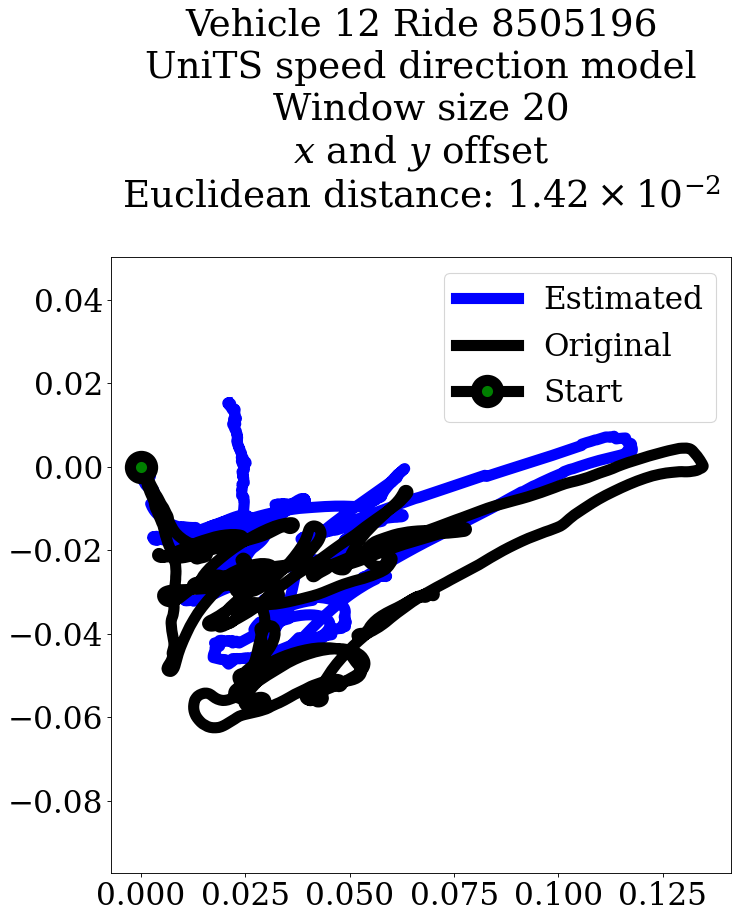 Vehicle 12 Ride 8505196
UniTS speed direction model
Window size 20
x and y offset
Euclidean distance: 1.42 × 10⁻²
Estimated
Original
Start
0.04
0.02
0.00
−0.02
−0.04
−0.06
−0.08
0.000 0.025 0.050 0.075 0.100 0.125